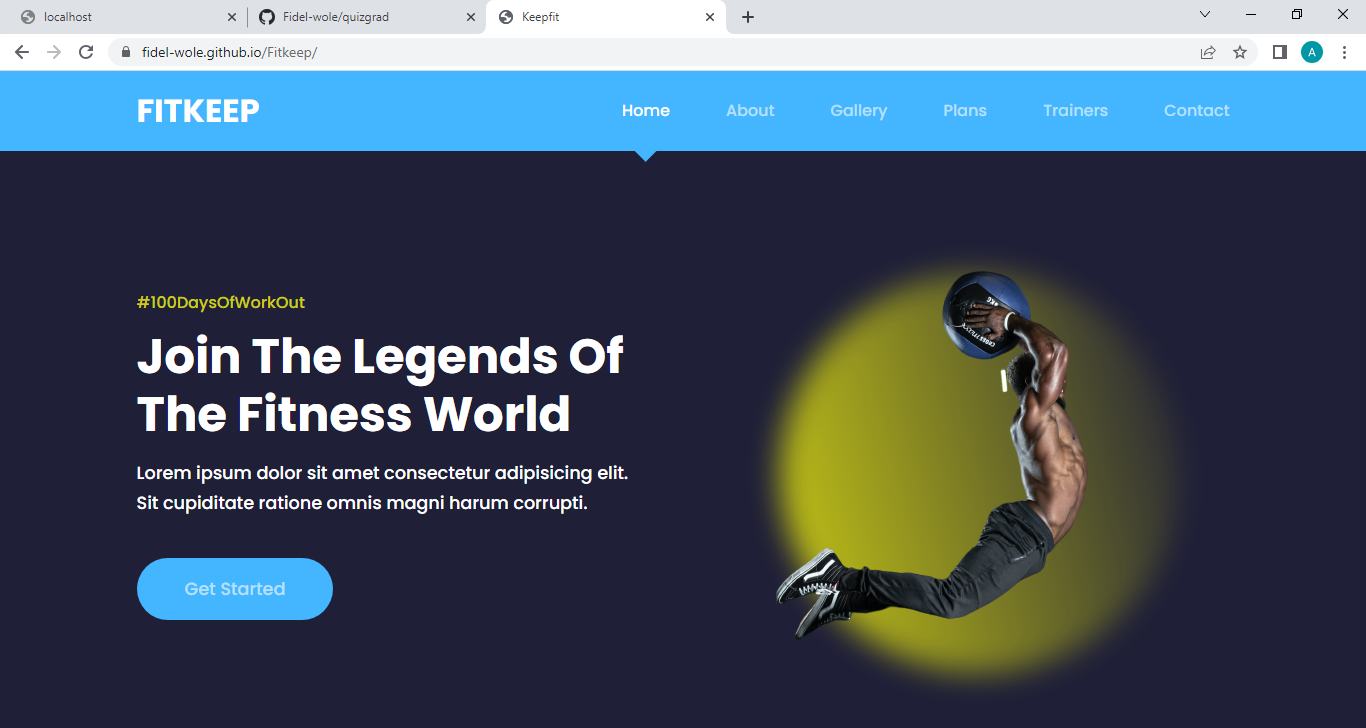 localhost
Fidel-wole/quizgrad
Keepfit
fidel-wole.github.io/Fitkeep/
A
FITKEEP
Home About Gallery Plans Trainers Contact
#100DaysOfWorkOut
Join The Legends Of
The Fitness World
Lorem ipsum dolor sit amet consectetur adipisicing elit.
Sit cupiditate ratione omnis magni harum corrupti.
Get Started